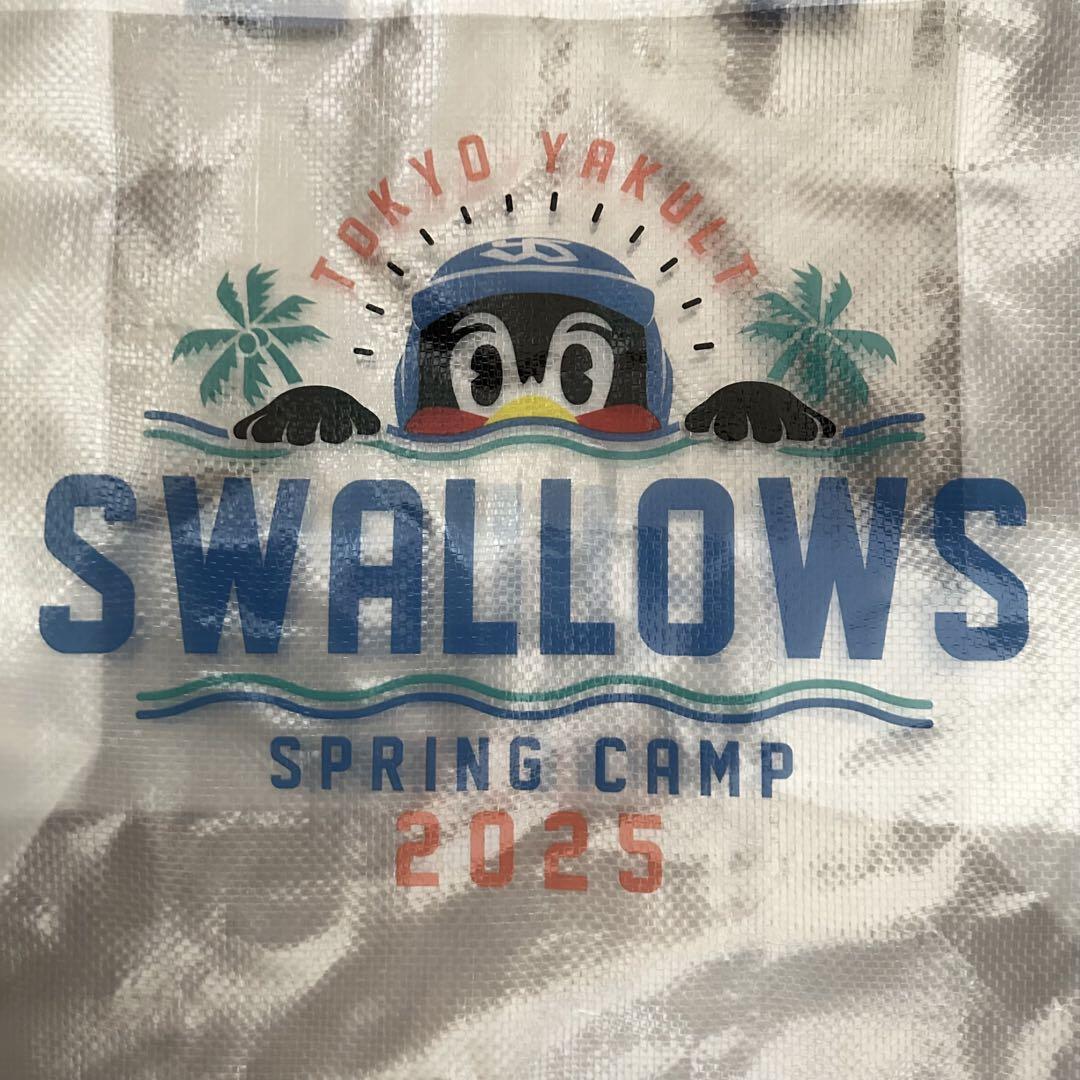 TOKYO YAKULT
SWALLOWS
SPRING CAMP
2025